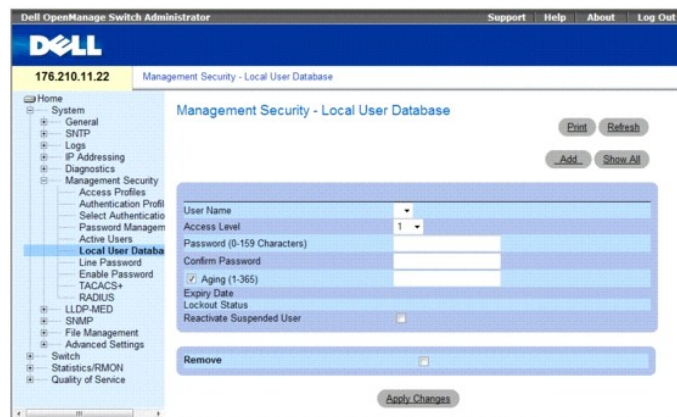 Dell OpenManage Switch Administrator
Support Help About Log Out
DELL
176.210.11.22
Management Security - Local User Database
Home
System
General
SNTP
Logs
IP Addressing
Diagnostics
Management Security
Access Profiles
Authentication Profil
Select Authenticatio
Password Managem
Active Users
Local User Databa
Line Password
Enable Password
TACACS+
RADIUS
LLDP-MED
SNMP
File Management
Advanced Settings
Switch
Statistics/RMON
Quality of Service
Management Security - Local User Database
Print Refresh
Add Show All
User Name
Access Level 1
Password (0-159 Characters)
Confirm Password
Aging (1-365)
Expiry Date
Lockout Status
Reactivate Suspended User
Remove
Apply Changes